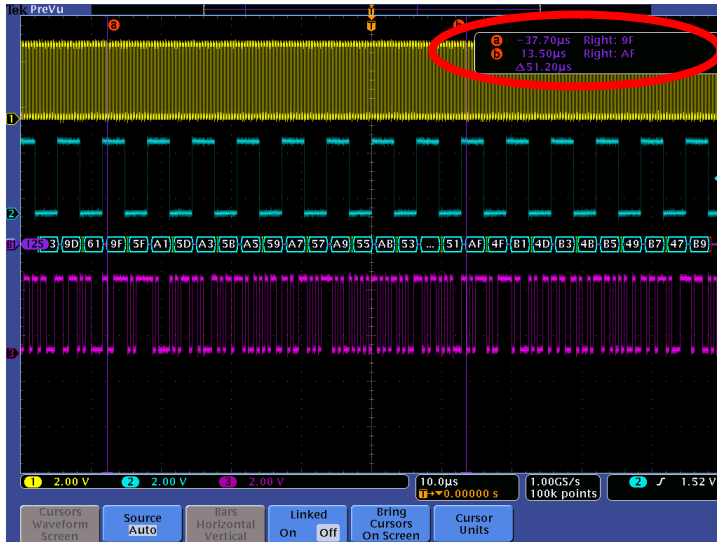 Tek PreVu
T
a b
T
a -37.70µs Right: 9F
b 13.50µs Right: AF
Δ51.20µs
1
2
B1 I2S 3 9D 61 9F 5F A1 5D A3 5B A5 59 A7 57 A9 55 AB 53 ... 51 AF 4F B1 4D B3 4B B5 49 B7 47 B9
3
1 2.00 V 2 2.00 V 3 2.00 V
10.0µs
T→▼0.00000 s
1.00GS/s
100k points
2 ʃ 1.52 V
Cursors
Waveform
Screen
Source
Auto
Bars
Horizontal
Vertical
Linked
On Off
Bring
Cursors
On Screen
Cursor
Units